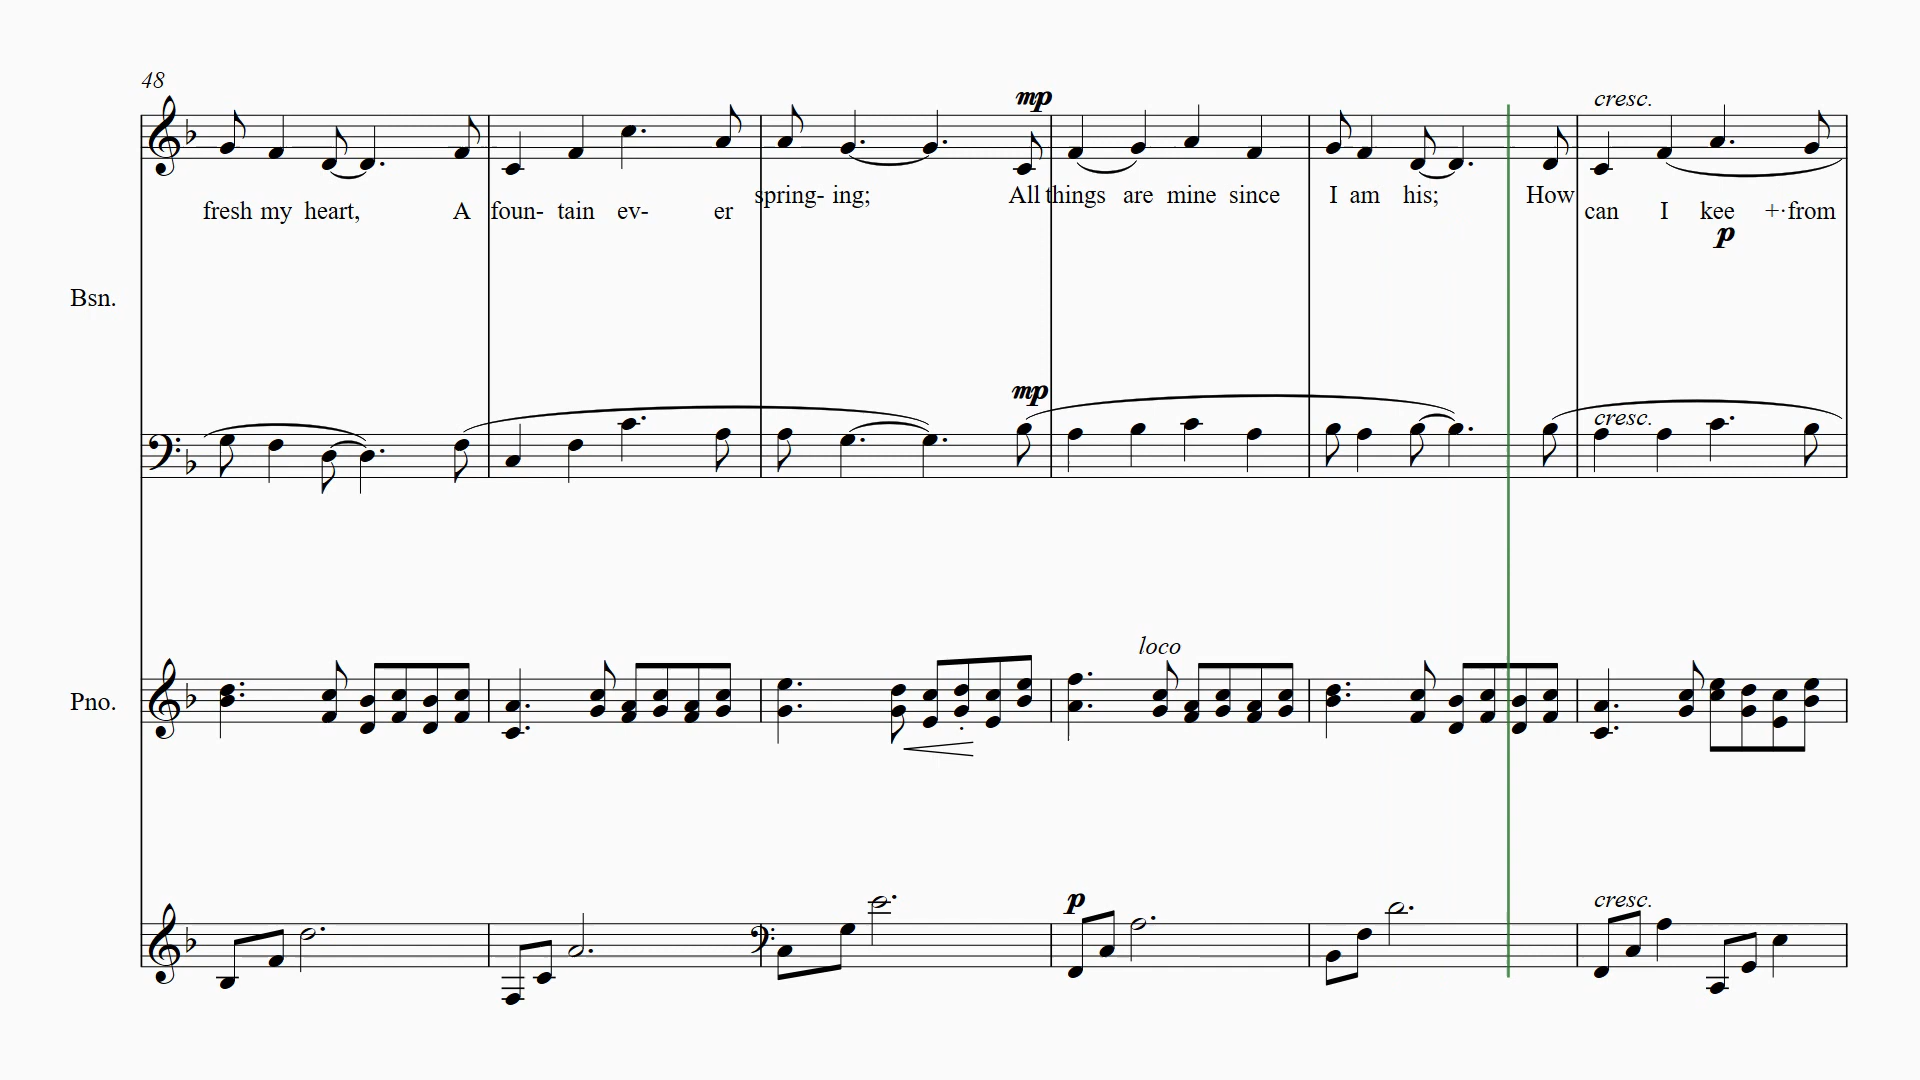 48
mp
cresc.
fresh my heart, A foun- tain ev- er spring- ing; All things are mine since I am his; How can I kee +·from
p
Bsn.
mp
cresc.
loco
Pno.
p
cresc.